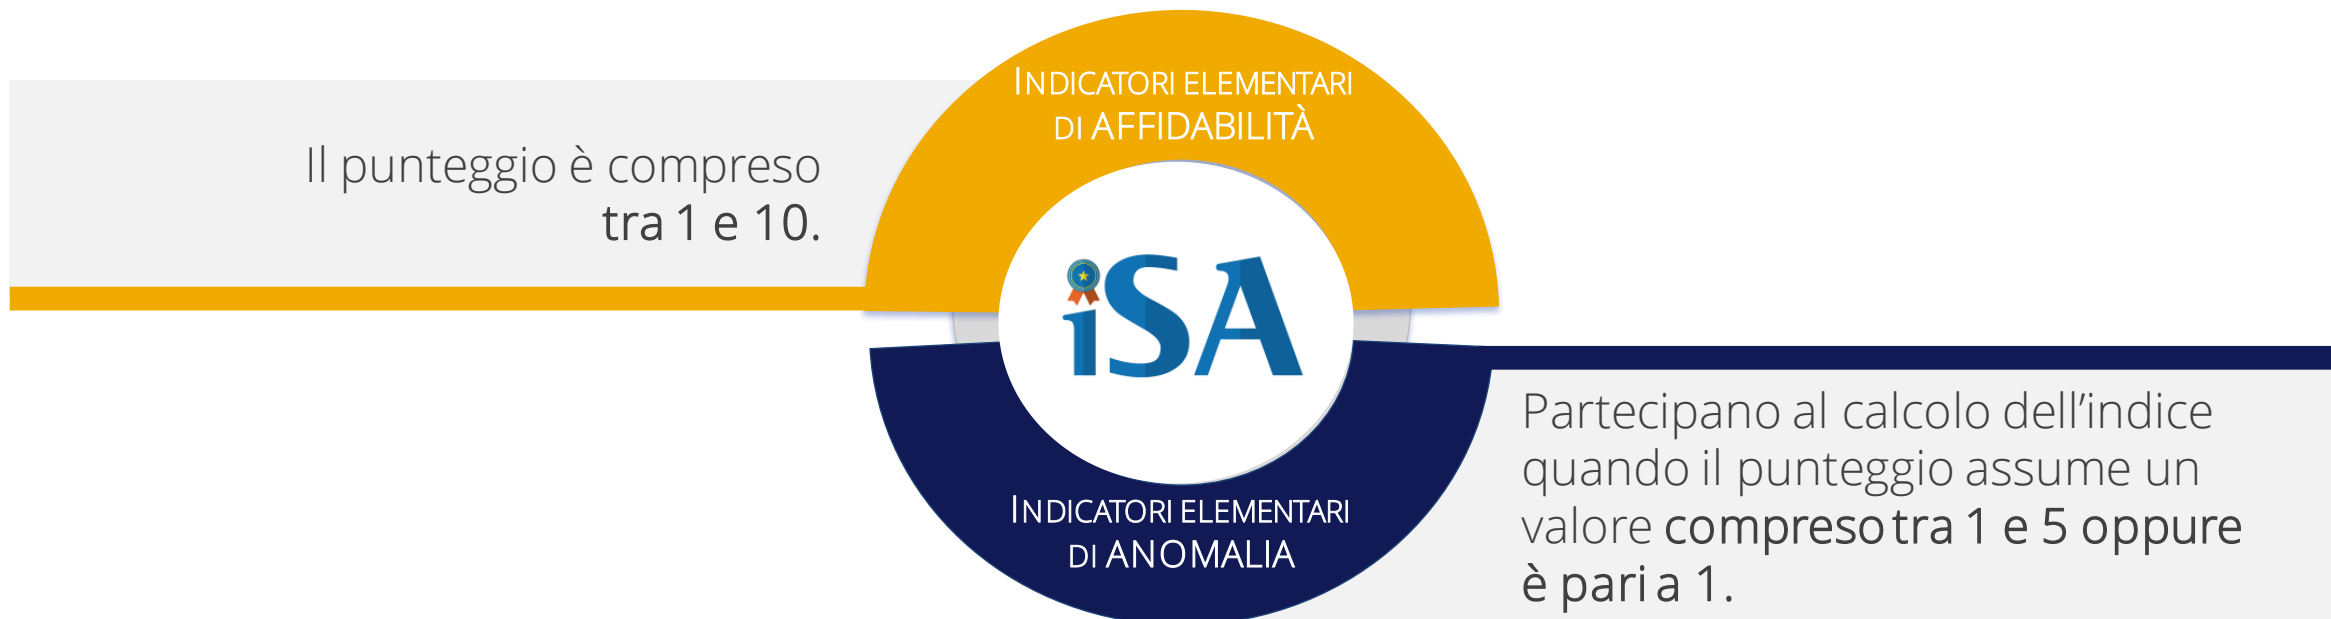 INDICATORI ELEMENTARI
DI AFFIDABILITÀ
Il punteggio è compreso
tra 1 e 10.
iSA
Partecipano al calcolo dell’indice
quando il punteggio assume un
valore compreso tra 1 e 5 oppure
è pari a 1.
INDICATORI ELEMENTARI
DI ANOMALIA